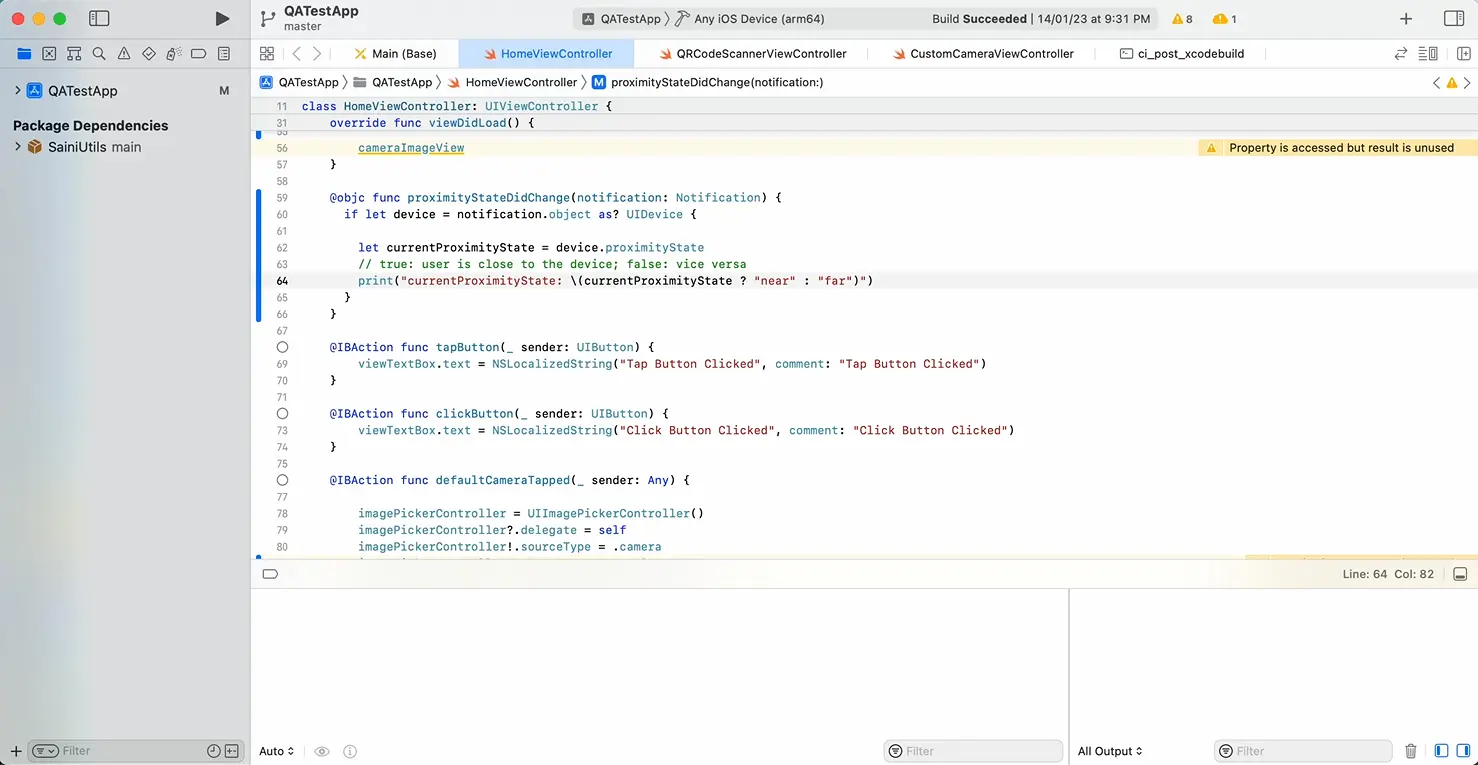 QATestApp
master
QATestApp 〉 Any iOS Device (arm64)
Build Succeeded | 14/01/23 at 9:31 PM
8
1
Main (Base)
HomeViewController
QRCodeScannerViewController
CustomCameraViewController
ci_post_xcodebuild
QATestApp
M
Package Dependencies
SainiUtils main
QATestApp 〉 QATestApp 〉 HomeViewController 〉 M proximityStateDidChange(notification:)
11 class HomeViewController: UIViewController {
31 override func viewDidLoad() {
55
56 cameraImageView
Property is accessed but result is unused
57 }
58
59 @objc func proximityStateDidChange(notification: Notification) {
60 if let device = notification.object as? UIDevice {
61
62 let currentProximityState = device.proximityState
63 // true: user is close to the device; false: vice versa
64 print("currentProximityState: \(currentProximityState ? "near" : "far")")
65 }
66 }
67
@IBAction func tapButton(_ sender: UIButton) {
69 viewTextBox.text = NSLocalizedString("Tap Button Clicked", comment: "Tap Button Clicked")
70 }
71
@IBAction func clickButton(_ sender: UIButton) {
73 viewTextBox.text = NSLocalizedString("Click Button Clicked", comment: "Click Button Clicked")
74 }
75
@IBAction func defaultCameraTapped(_ sender: Any) {
77
78 imagePickerController = UIImagePickerController()
79 imagePickerController?.delegate = self
80 imagePickerController!.sourceType = .camera
Line: 64 Col: 82
Filter
Auto
Filter
All Output
Filter